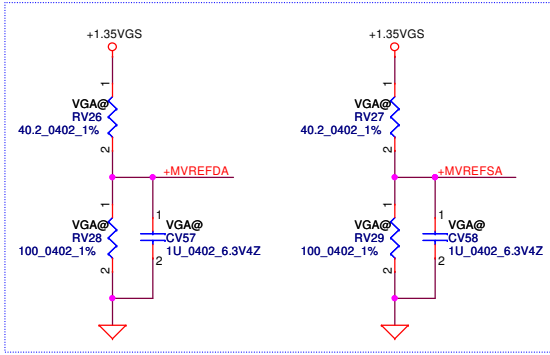 +1.35VGS
1
VGA@
RV26
40.2_0402_1%
2
+MVREFDA
1
VGA@
RV28
100_0402_1%
2
1
VGA@
CV57
1U_0402_6.3V4Z
2
+1.35VGS
1
VGA@
RV27
40.2_0402_1%
2
+MVREFSA
1
VGA@
RV29
100_0402_1%
2
1
VGA@
CV58
1U_0402_6.3V4Z
2